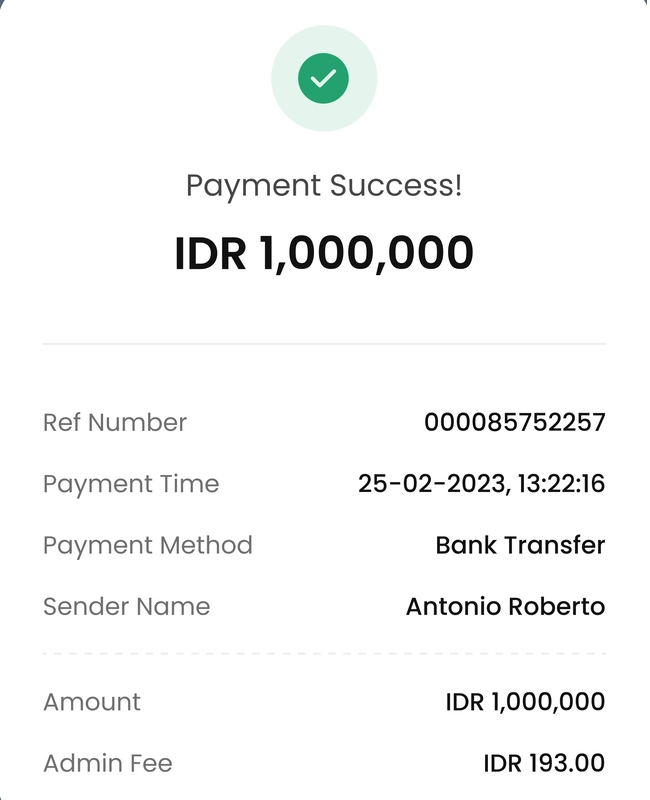 Payment Success!
IDR 1,000,000
Ref Number 000085752257
Payment Time 25-02-2023, 13:22:16
Payment Method Bank Transfer
Sender Name Antonio Roberto
Amount IDR 1,000,000
Admin Fee IDR 193.00